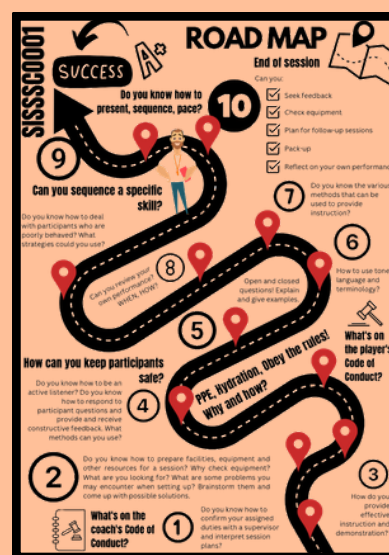 SISSSCO001
SUCCESS
A+
ROAD MAP
End of session
Can you:
Seek feedback
Check equipment
Plan for follow-up sessions
Pack-up
Reflect on your own performanc
Do you know how to
present, sequence, pace?
10
9
Can you sequence a specific
skill?
Do you know how to deal
with participants who are
poorly behaved? What
strategies could you use?
7
Do you know the various
methods that can be
used to provide
instruction?
Can you review your
own performance?
WHEN, HOW?
8
6
How to use tone
language and
terminology?
Open and closed
questions! Explain
and give examples.
5
What's on
the player's
Code of
Conduct?
How can you keep participants
safe?
PPE, Hydration, Obey the rules!
Why and how?
Do you know how to be an
active listener? Do you know
how to respond to
participant questions and
provide and receive
constructive feedback. What
methods can you use?
4
2
Do you know how to prepare facilities, equipment and
other resources for a session? Why check equipment?
What are you looking for? What are some problems you
may encounter when setting up? Brainstorm them and
come up with possible solutions.
3
How do you
provide
effective
instruction and
demonstration?
What's on the
coach's Code of
Conduct?
1
Do you know how to
confirm your assigned
duties with a supervisor
and interpret session
plans?